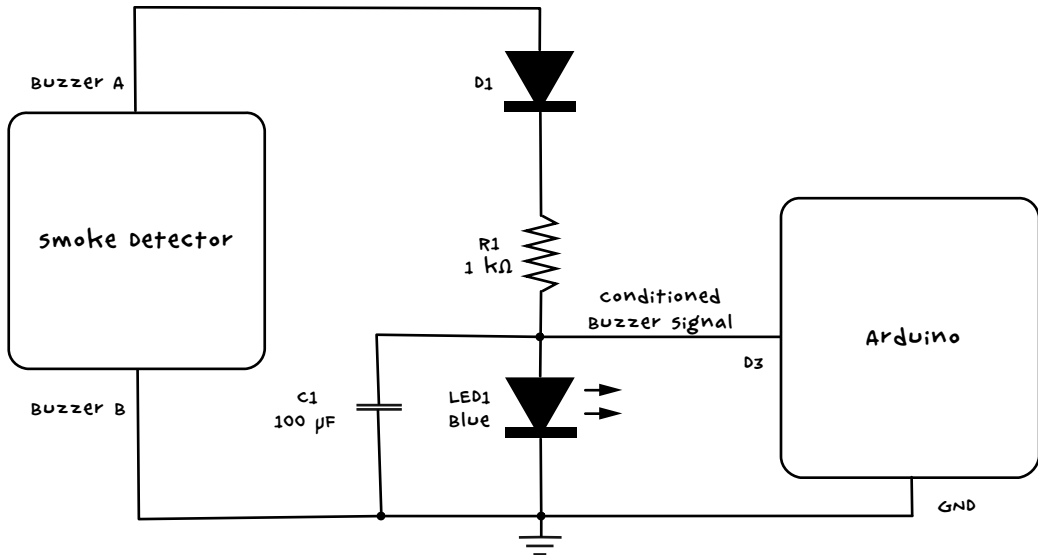 Buzzer A
D1
Smoke Detector
R1
1 kΩ
Conditioned
Buzzer Signal
Arduino
D3
Buzzer B
C1
100 µF
LED1
Blue
GND